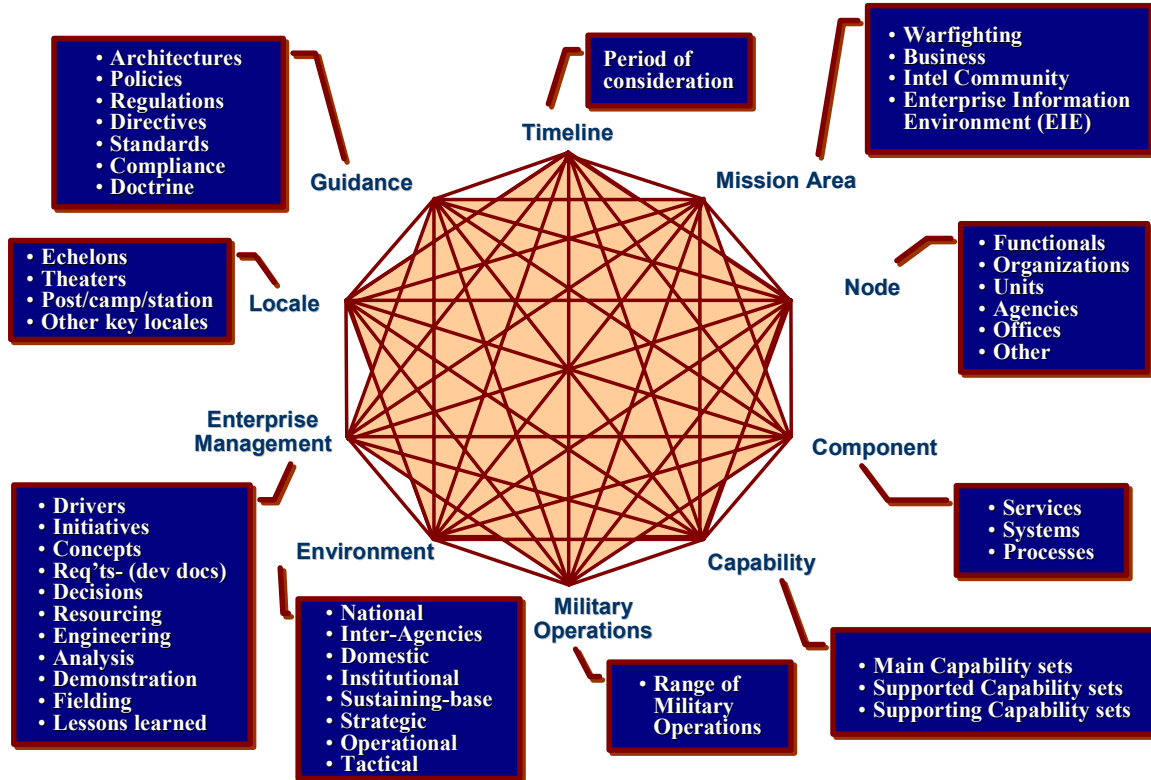 • Architectures
• Policies
• Regulations
• Directives
• Standards
• Compliance
• Doctrine
Guidance
Period of
consideration
Timeline
• Warfighting
• Business
• Intel Community
• Enterprise Information
Environment (EIE)
Mission Area
• Echelons
• Theaters
• Post/camp/station
• Other key locales
Locale
Node
• Functionals
• Organizations
• Units
• Agencies
• Offices
• Other
Enterprise
Management
• Drivers
• Initiatives
• Concepts
• Req'ts- (dev docs)
• Decisions
• Resourcing
• Engineering
• Analysis
• Demonstration
• Fielding
• Lessons learned
Environment
• National
• Inter-Agencies
• Domestic
• Institutional
• Sustaining-base
• Strategic
• Operational
• Tactical
Military
Operations
• Range of
Military
Operations
Component
• Services
• Systems
• Processes
Capability
• Main Capability sets
• Supported Capability sets
• Supporting Capability sets